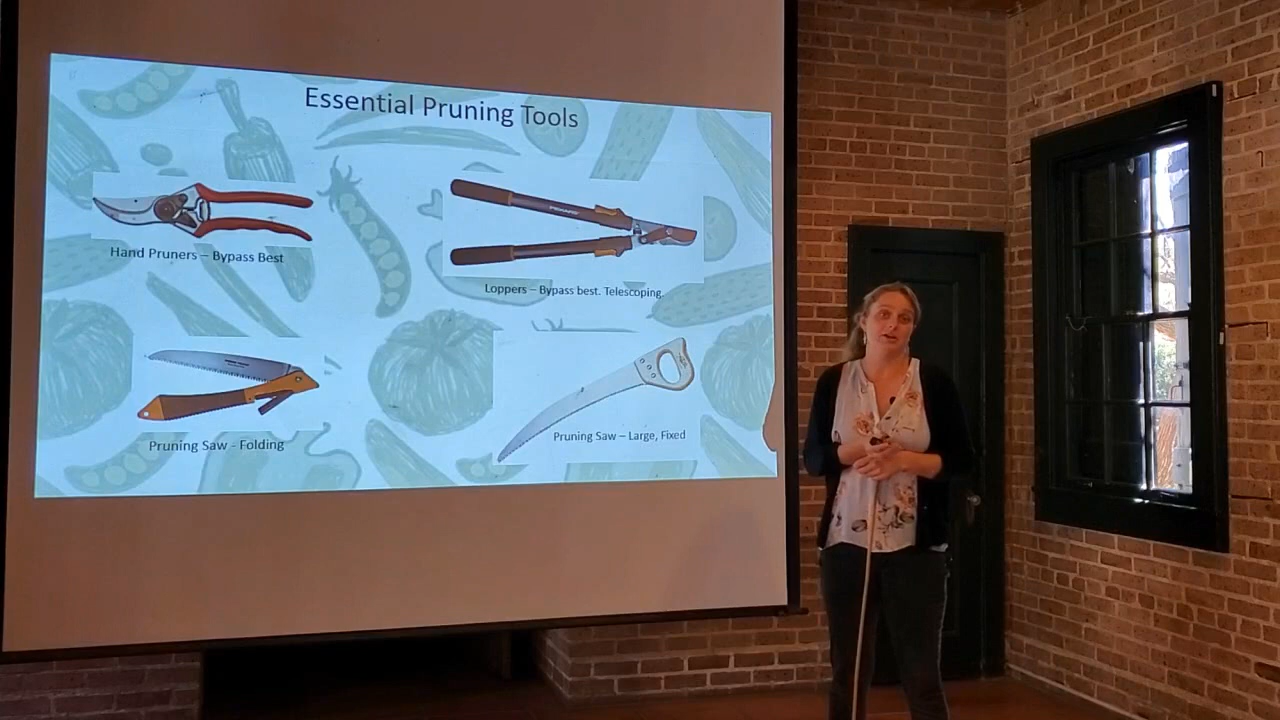 Essential Pruning Tools
Hand Pruners – Bypass Best
Loppers – Bypass best. Telescoping.
Pruning Saw - Folding
Pruning Saw – Large, Fixed